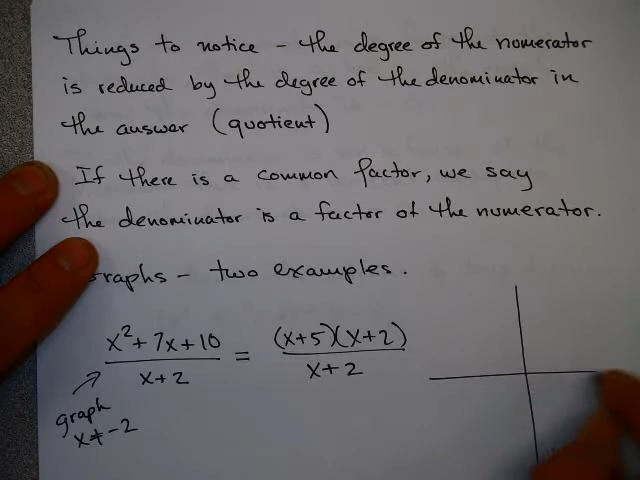 Things to notice - the degree of the numerator
is reduced by the degree of the denominator in
the answer (quotient)
If there is a common factor, we say
the denominator is a factor of the numerator.
raphs - two examples.
x²+7x+10 / x+2 = (x+5)(x+2) / x+2
graph
x≠-2